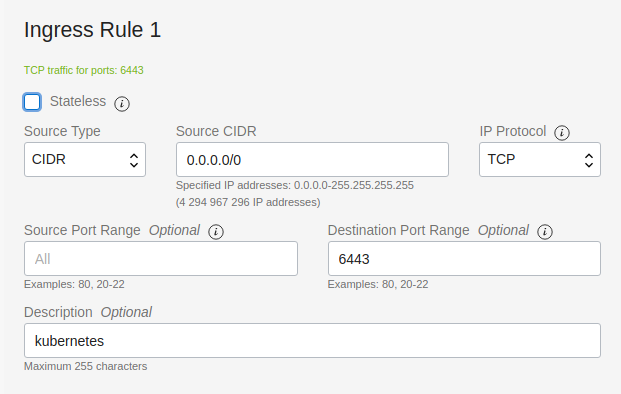 Ingress Rule 1
TCP traffic for ports: 6443
Stateless i
Source Type Source CIDR IP Protocol i
CIDR 0.0.0.0/0 TCP
Specified IP addresses: 0.0.0.0-255.255.255.255
(4 294 967 296 IP addresses)
Source Port Range Optional i Destination Port Range Optional i
All 6443
Examples: 80, 20-22 Examples: 80, 20-22
Description Optional
kubernetes
Maximum 255 characters